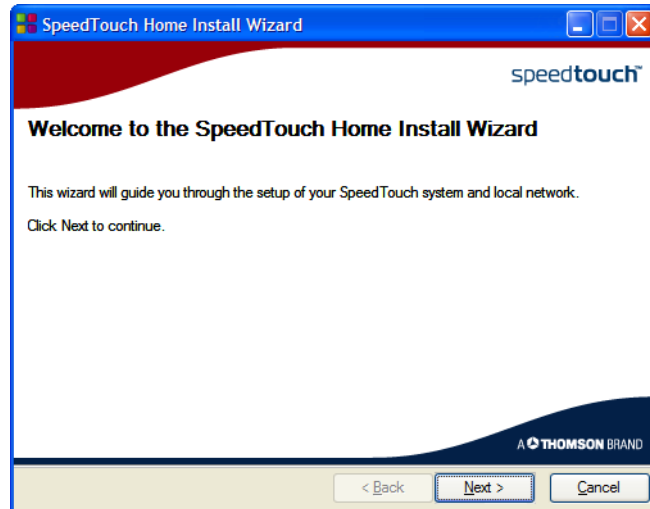 SpeedTouch Home Install Wizard
speedtouch™
Welcome to the SpeedTouch Home Install Wizard
This wizard will guide you through the setup of your SpeedTouch system and local network.
Click Next to continue.
A THOMSON BRAND
< Back
Next >
Cancel